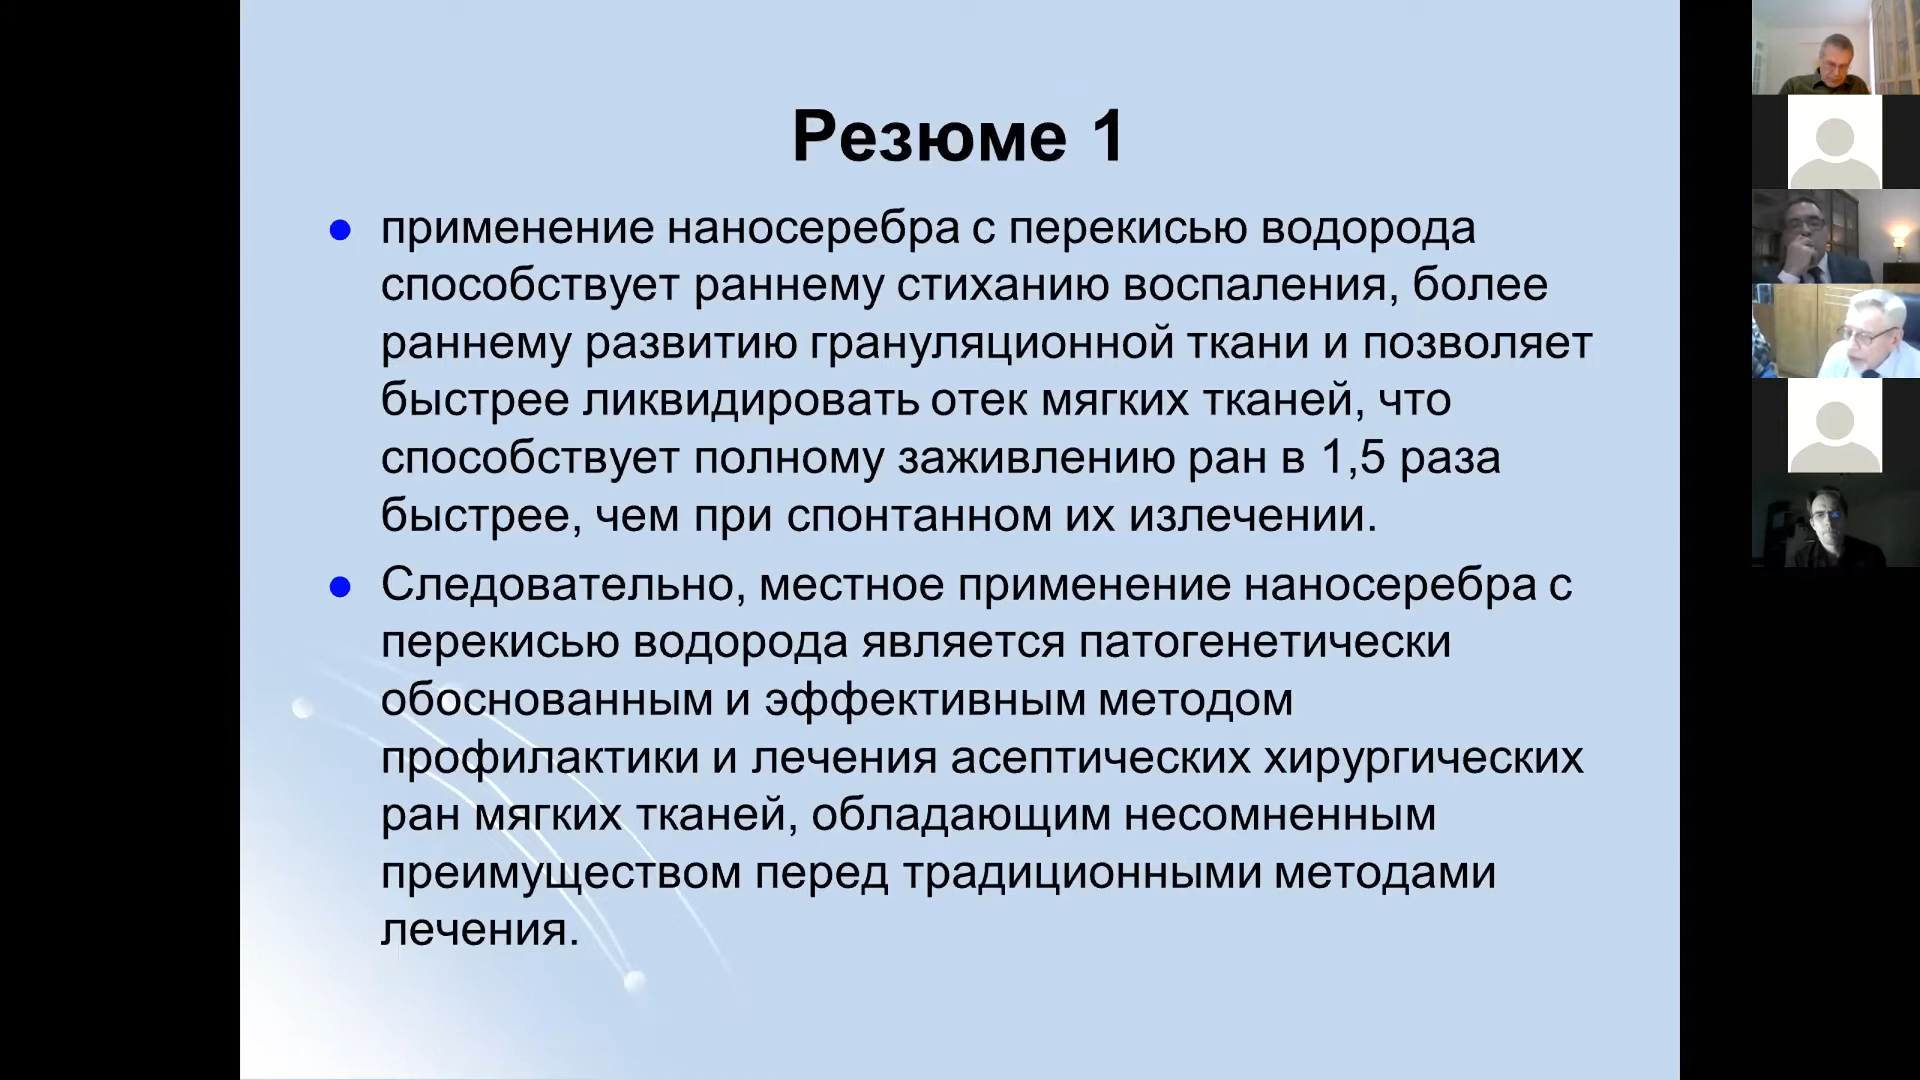 Резюме 1
применение наносеребра с перекисью водорода
способствует раннему стиханию воспаления, более
раннему развитию грануляционной ткани и позволяет
быстрее ликвидировать отек мягких тканей, что
способствует полному заживлению ран в 1,5 раза
быстрее, чем при спонтанном их излечении.
Следовательно, местное применение наносеребра с
перекисью водорода является патогенетически
обоснованным и эффективным методом
профилактики и лечения асептических хирургических
ран мягких тканей, обладающим несомненным
преимуществом перед традиционными методами
лечения.